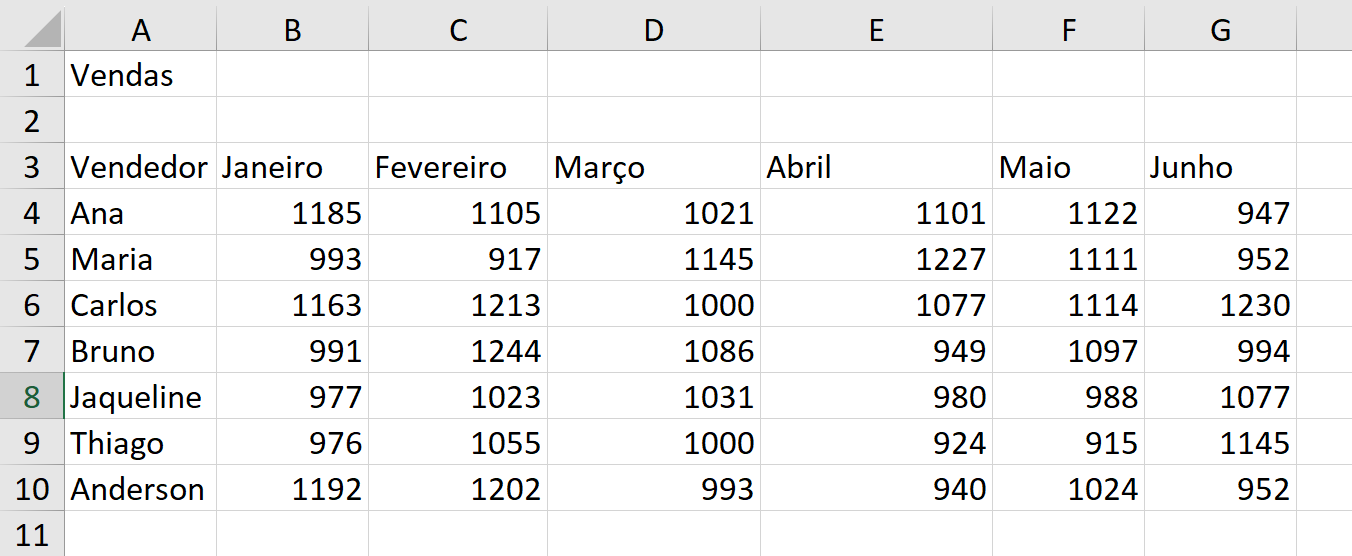 A B C D E F G
1 Vendas
2
3 Vendedor Janeiro Fevereiro Março Abril Maio Junho
4 Ana 1185 1105 1021 1101 1122 947
5 Maria 993 917 1145 1227 1111 952
6 Carlos 1163 1213 1000 1077 1114 1230
7 Bruno 991 1244 1086 949 1097 994
8 Jaqueline 977 1023 1031 980 988 1077
9 Thiago 976 1055 1000 924 915 1145
10 Anderson 1192 1202 993 940 1024 952
11